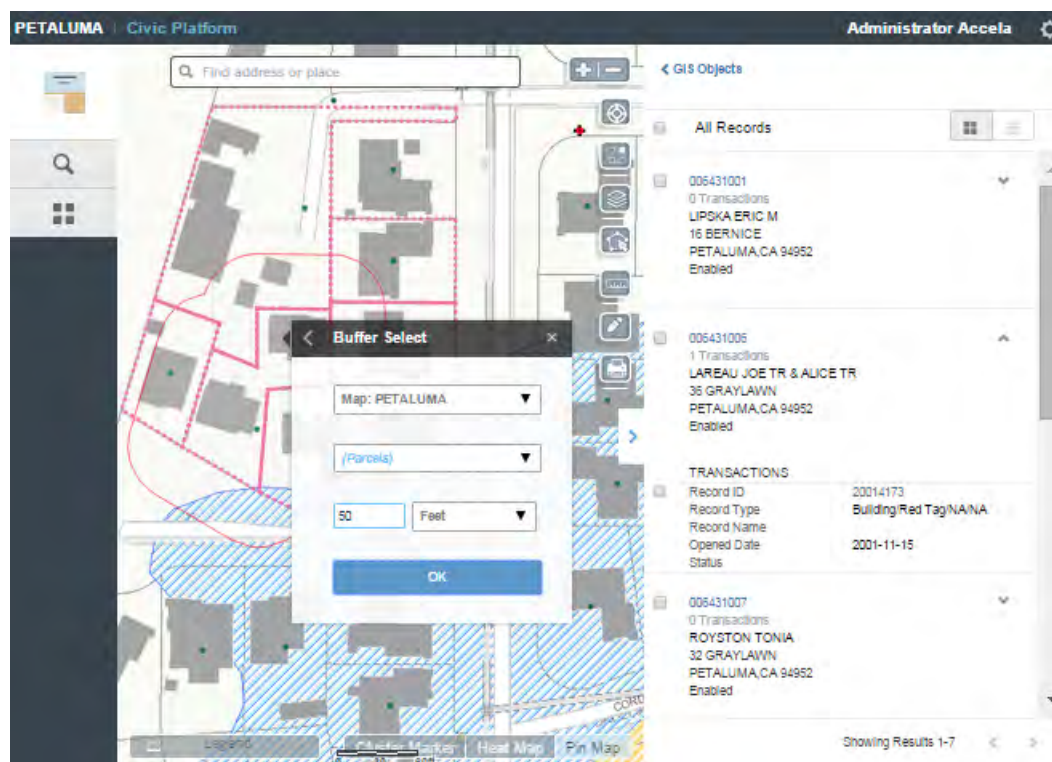 PETALUMA | Civic Platform
Administrator Accela
Find address or place
< GIS Objects
All Records
006431001
0 Transactions
LIPSKA ERIC M
16 BERNICE
PETALUMA,CA 94952
Enabled
Buffer Select
Map: PETALUMA
(Parcels)
50 Feet
OK
006431006
1 Transactions
LAREAU JOE TR & ALICE TR
36 GRAYLAWN
PETALUMA,CA 94952
Enabled
TRANSACTIONS
Record ID 20014173
Record Type Building/Red Tag/NA/NA
Record Name
Opened Date 2001-11-15
Status
006431007
0 Transactions
ROYSTON TONIA
32 GRAYLAWN
PETALUMA,CA 94952
Enabled
Legend
Cluster Marker
Heat Map
Pin Map
Showing Results 1-7